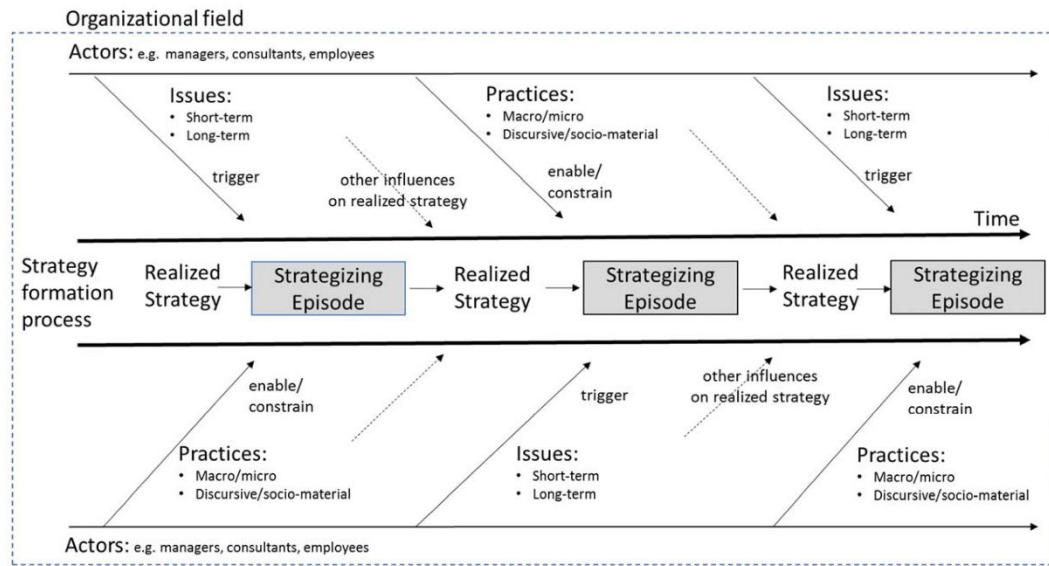 Organizational field
Actors: e.g. managers, consultants, employees
Issues:
• Short-term
• Long-term
trigger
other influences
on realized strategy
Practices:
• Macro/micro
• Discursive/socio-material
enable/
constrain
Issues:
• Short-term
• Long-term
trigger
Time
Strategy
formation
process
Realized
Strategy
Strategizing
Episode
Realized
Strategy
Strategizing
Episode
Realized
Strategy
Strategizing
Episode
enable/
constrain
Practices:
• Macro/micro
• Discursive/socio-material
trigger
Issues:
• Short-term
• Long-term
other influences
on realized strategy
enable/
constrain
Practices:
• Macro/micro
• Discursive/socio-material
Actors: e.g. managers, consultants, employees